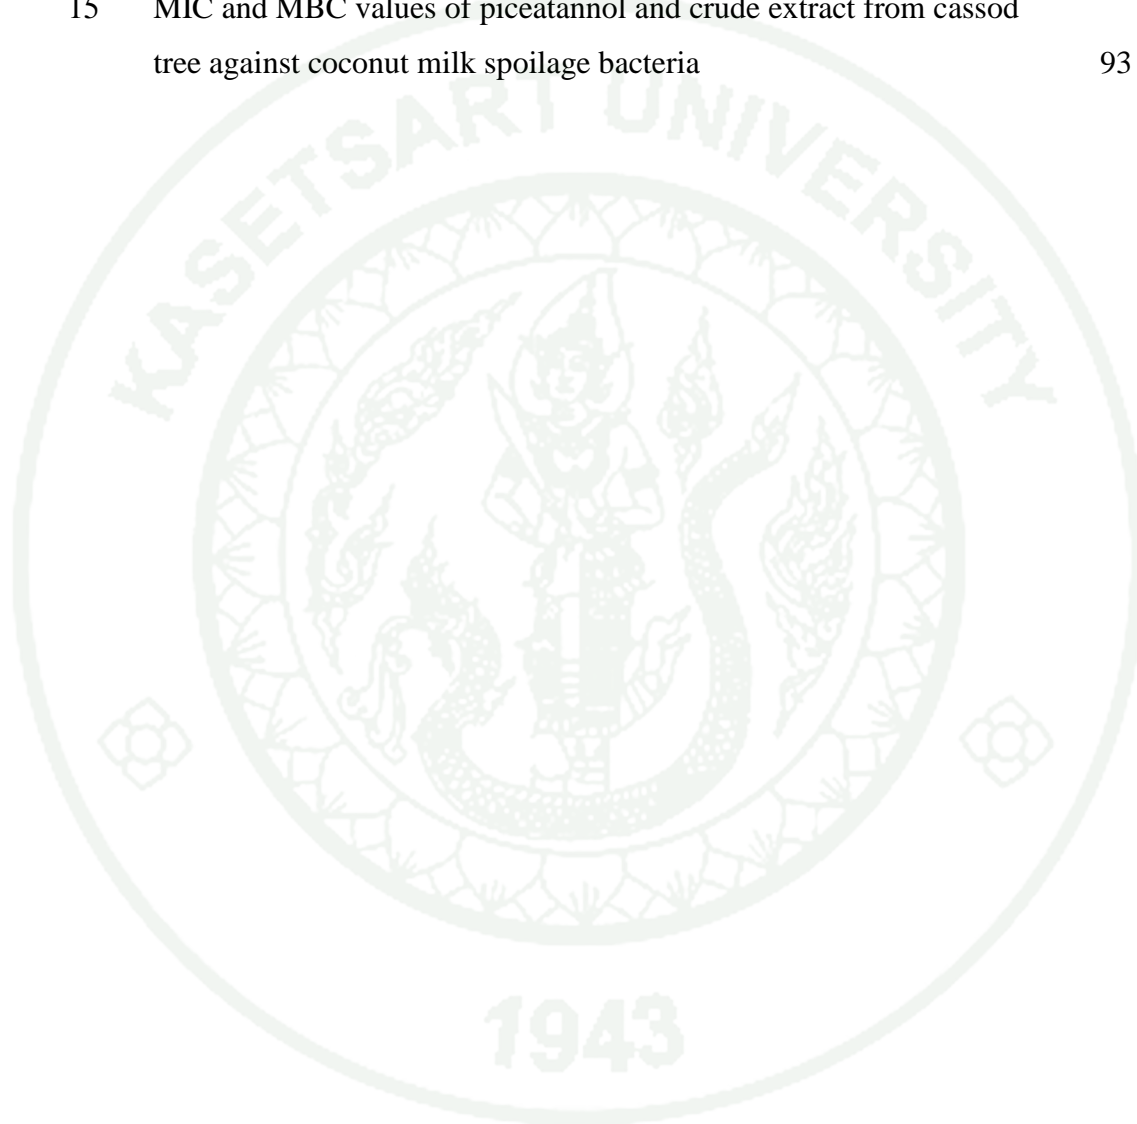 15 MIC and MBC values of piceatannol and crude extract from cassod
tree against coconut milk spoilage bacteria 93
KASETSART UNIVERSITY
1943